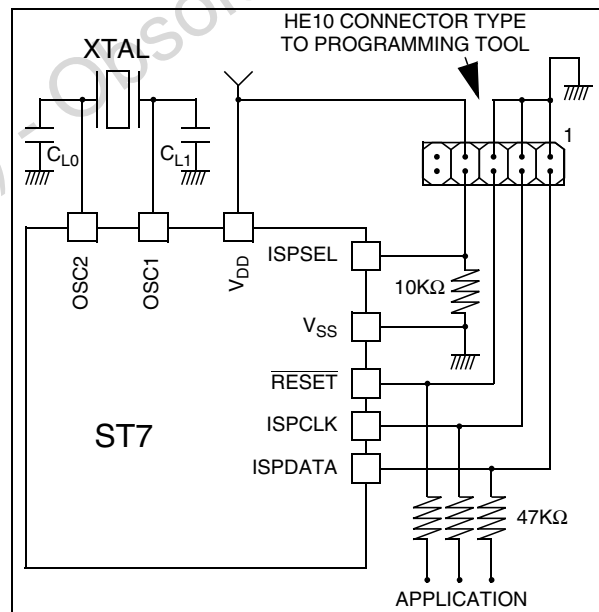 HE10 CONNECTOR TYPE
TO PROGRAMMING TOOL
XTAL
1
CL0
CL1
OSC2
OSC1
VDD
ISPSEL
10KΩ
VSS
RESET
ISPCLK
ST7
ISPDATA
47KΩ
APPLICATION